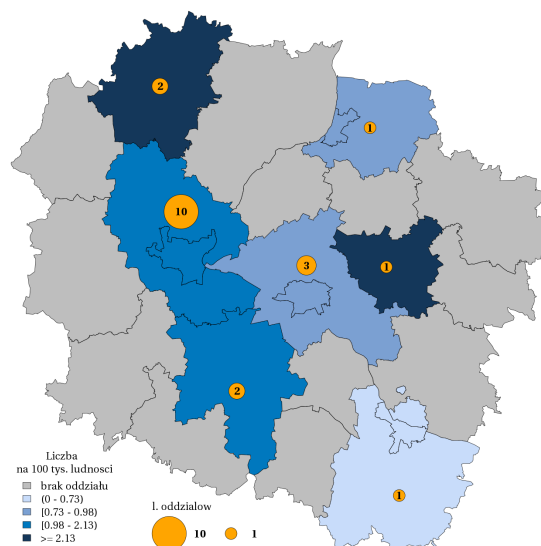 2
1
10
3
1
2
1
Liczba
na 100 tys. ludnosci
brak oddziału
(0 - 0.73)
[0.73 - 0.98)
[0.98 - 2.13)
>= 2.13
l. oddzialow
10
1